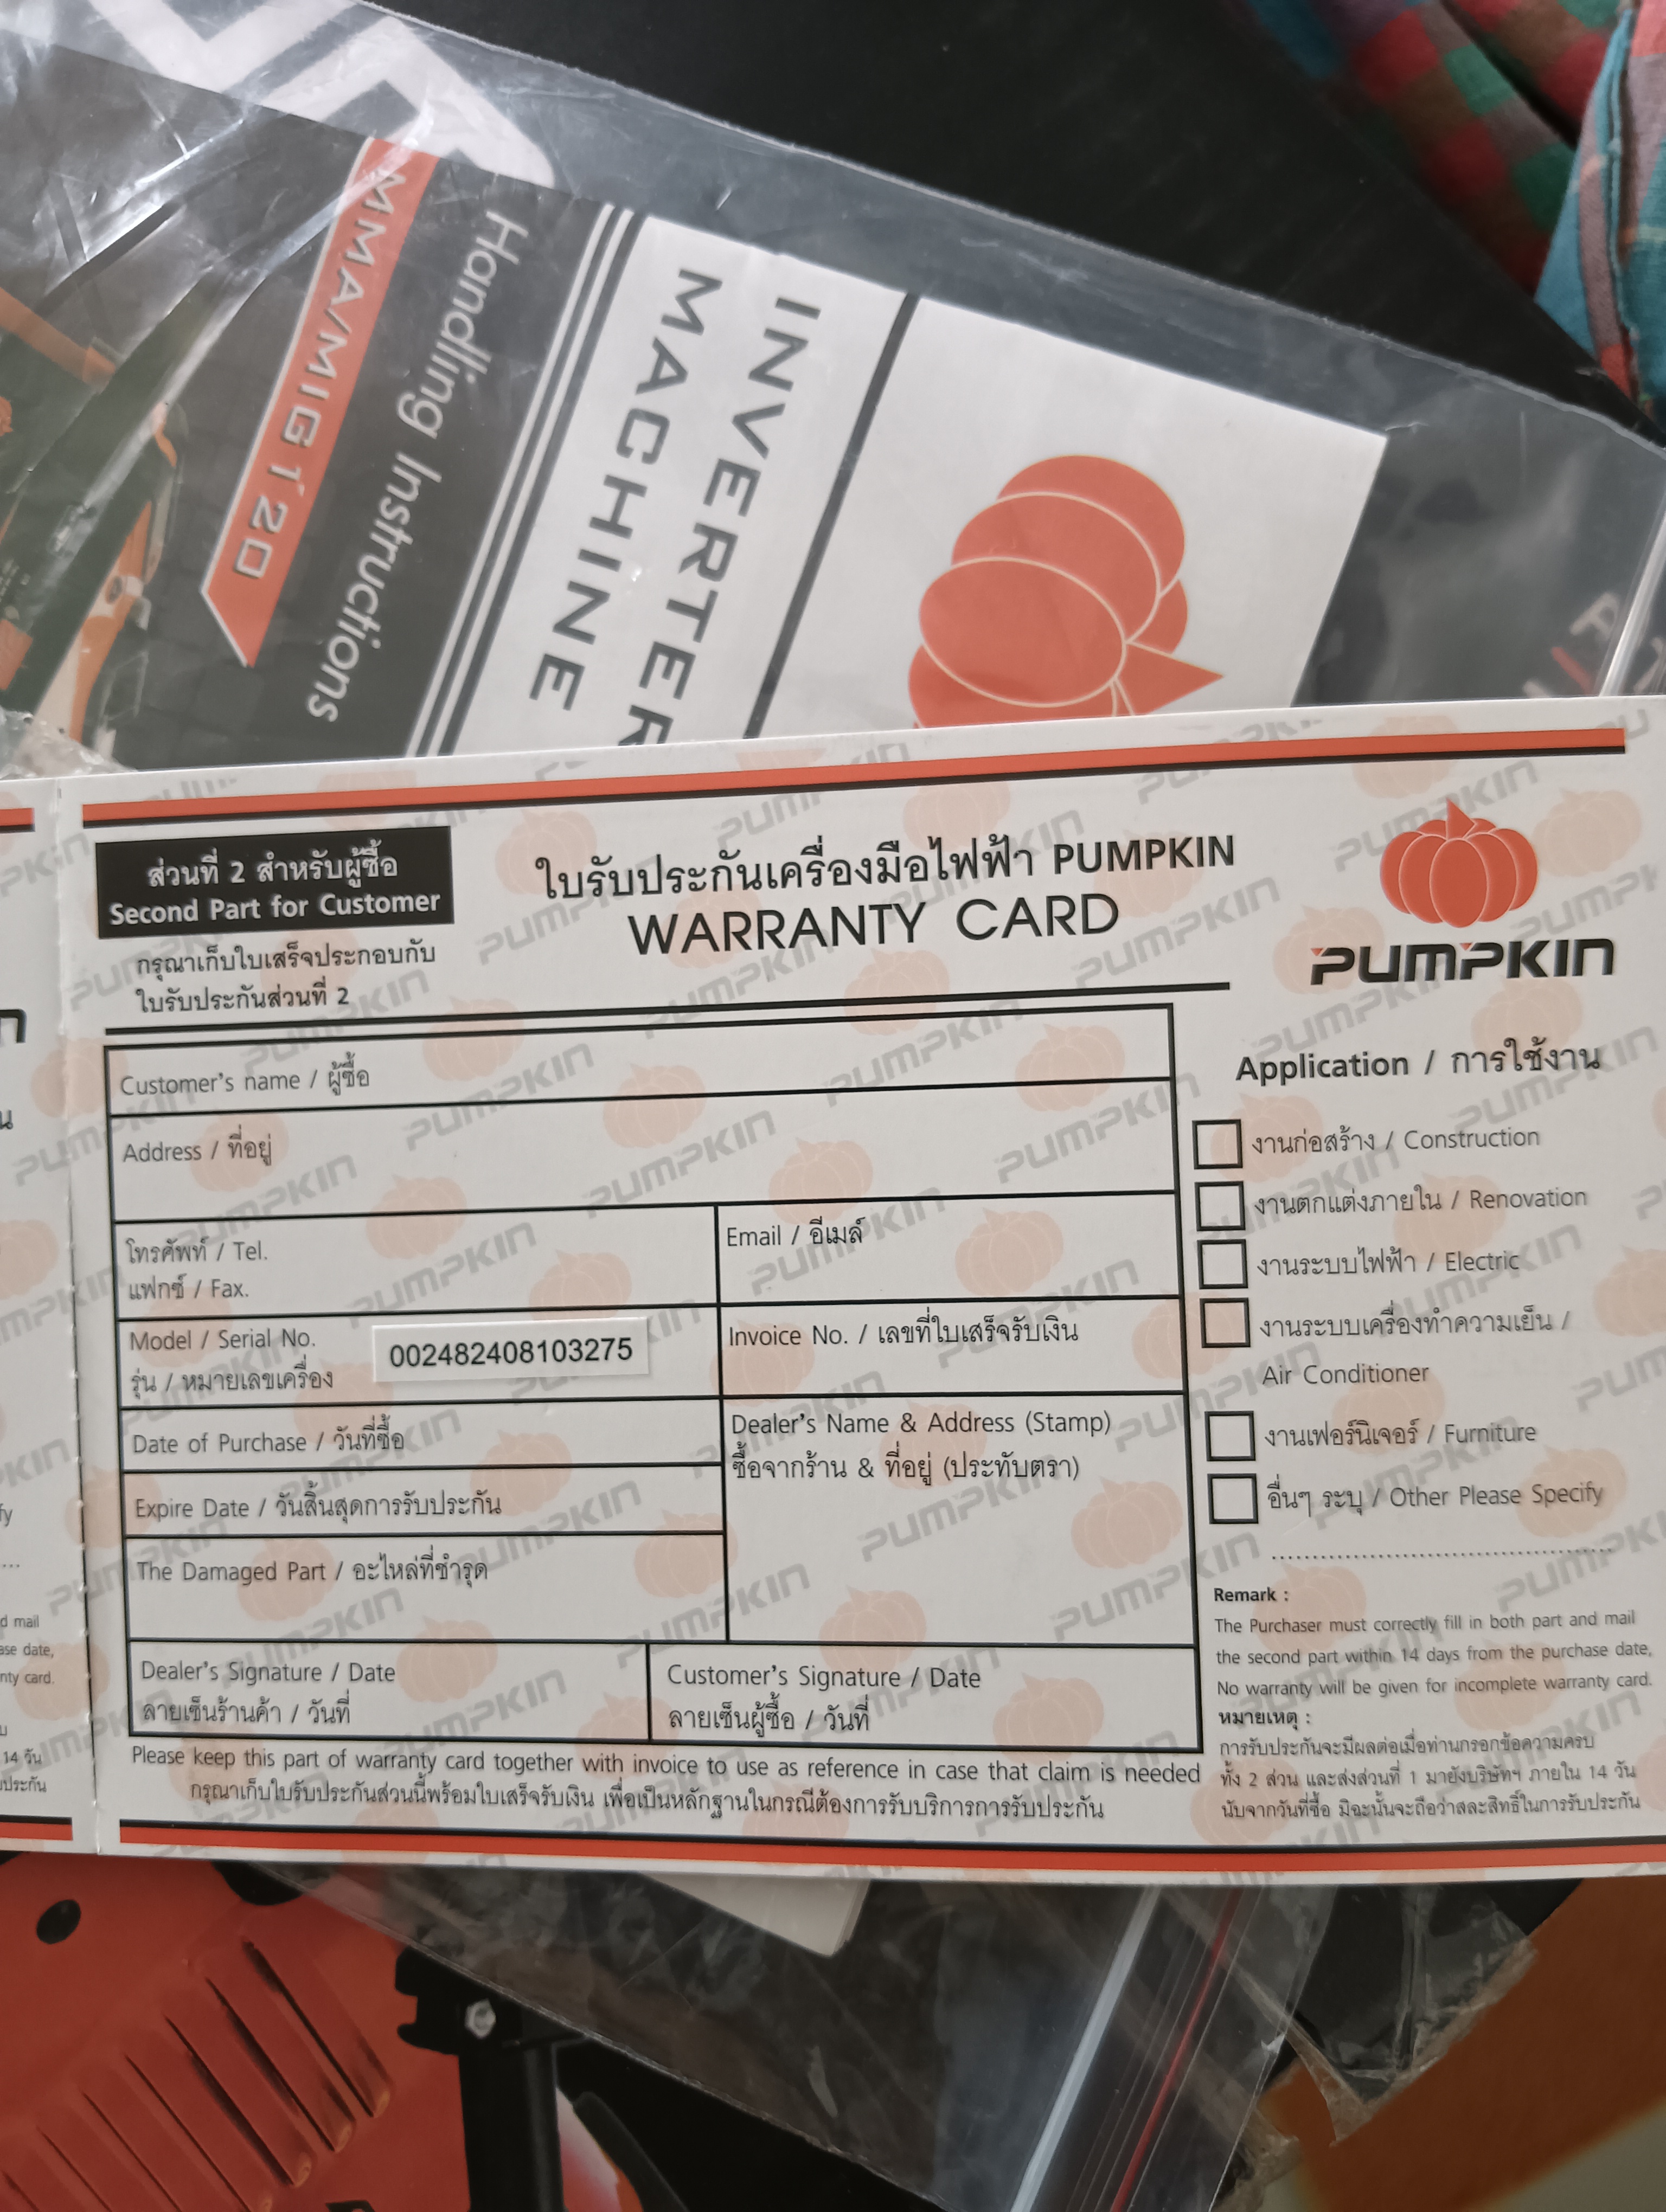 MMA/MIG120
Handling Instructions
INVERTER
MACHINE
ส่วนที่ 2 สำหรับผู้ซื้อ
Second Part for Customer
กรุณาเก็บใบเสร็จประกอบกับ
ใบรับประกันส่วนที่ 2
ใบรับประกันเครื่องมือไฟฟ้า PUMPKIN
WARRANTY CARD
PUMPKIN
Customer's name / ผู้ซื้อ
Address / ที่อยู่
โทรศัพท์ / Tel.
แฟกซ์ / Fax.
Email / อีเมล์
Model / Serial No.
รุ่น / หมายเลขเครื่อง
002482408103275
Invoice No. / เลขที่ใบเสร็จรับเงิน
Date of Purchase / วันที่ซื้อ
Expire Date / วันสิ้นสุดการรับประกัน
The Damaged Part / อะไหล่ที่ชำรุด
Dealer's Name & Address (Stamp)
ซื้อจากร้าน & ที่อยู่ (ประทับตรา)
Dealer's Signature / Date
ลายเซ็นร้านค้า / วันที่
Customer's Signature / Date
ลายเซ็นผู้ซื้อ / วันที่
Please keep this part of warranty card together with invoice to use as reference in case that claim is needed
กรุณาเก็บใบรับประกันส่วนนี้พร้อมใบเสร็จรับเงิน เพื่อเป็นหลักฐานในกรณีต้องการรับบริการการรับประกัน
Application / การใช้งาน
งานก่อสร้าง / Construction
งานตกแต่งภายใน / Renovation
งานระบบไฟฟ้า / Electric
งานระบบเครื่องทำความเย็น /
Air Conditioner
งานเฟอร์นิเจอร์ / Furniture
อื่นๆ ระบุ / Other Please Specify
Remark :
The Purchaser must correctly fill in both part and mail
the second part within 14 days from the purchase date,
No warranty will be given for incomplete warranty card.
หมายเหตุ :
การรับประกันจะมีผลต่อเมื่อท่านกรอกข้อความครบ
ทั้ง 2 ส่วน และส่งส่วนที่ 1 มายังบริษัทฯ ภายใน 14 วัน
นับจากวันที่ซื้อ มิฉะนั้นจะถือว่าสละสิทธิ์ในการรับประกัน
d mail
ase date,
nty card.
14 วัน